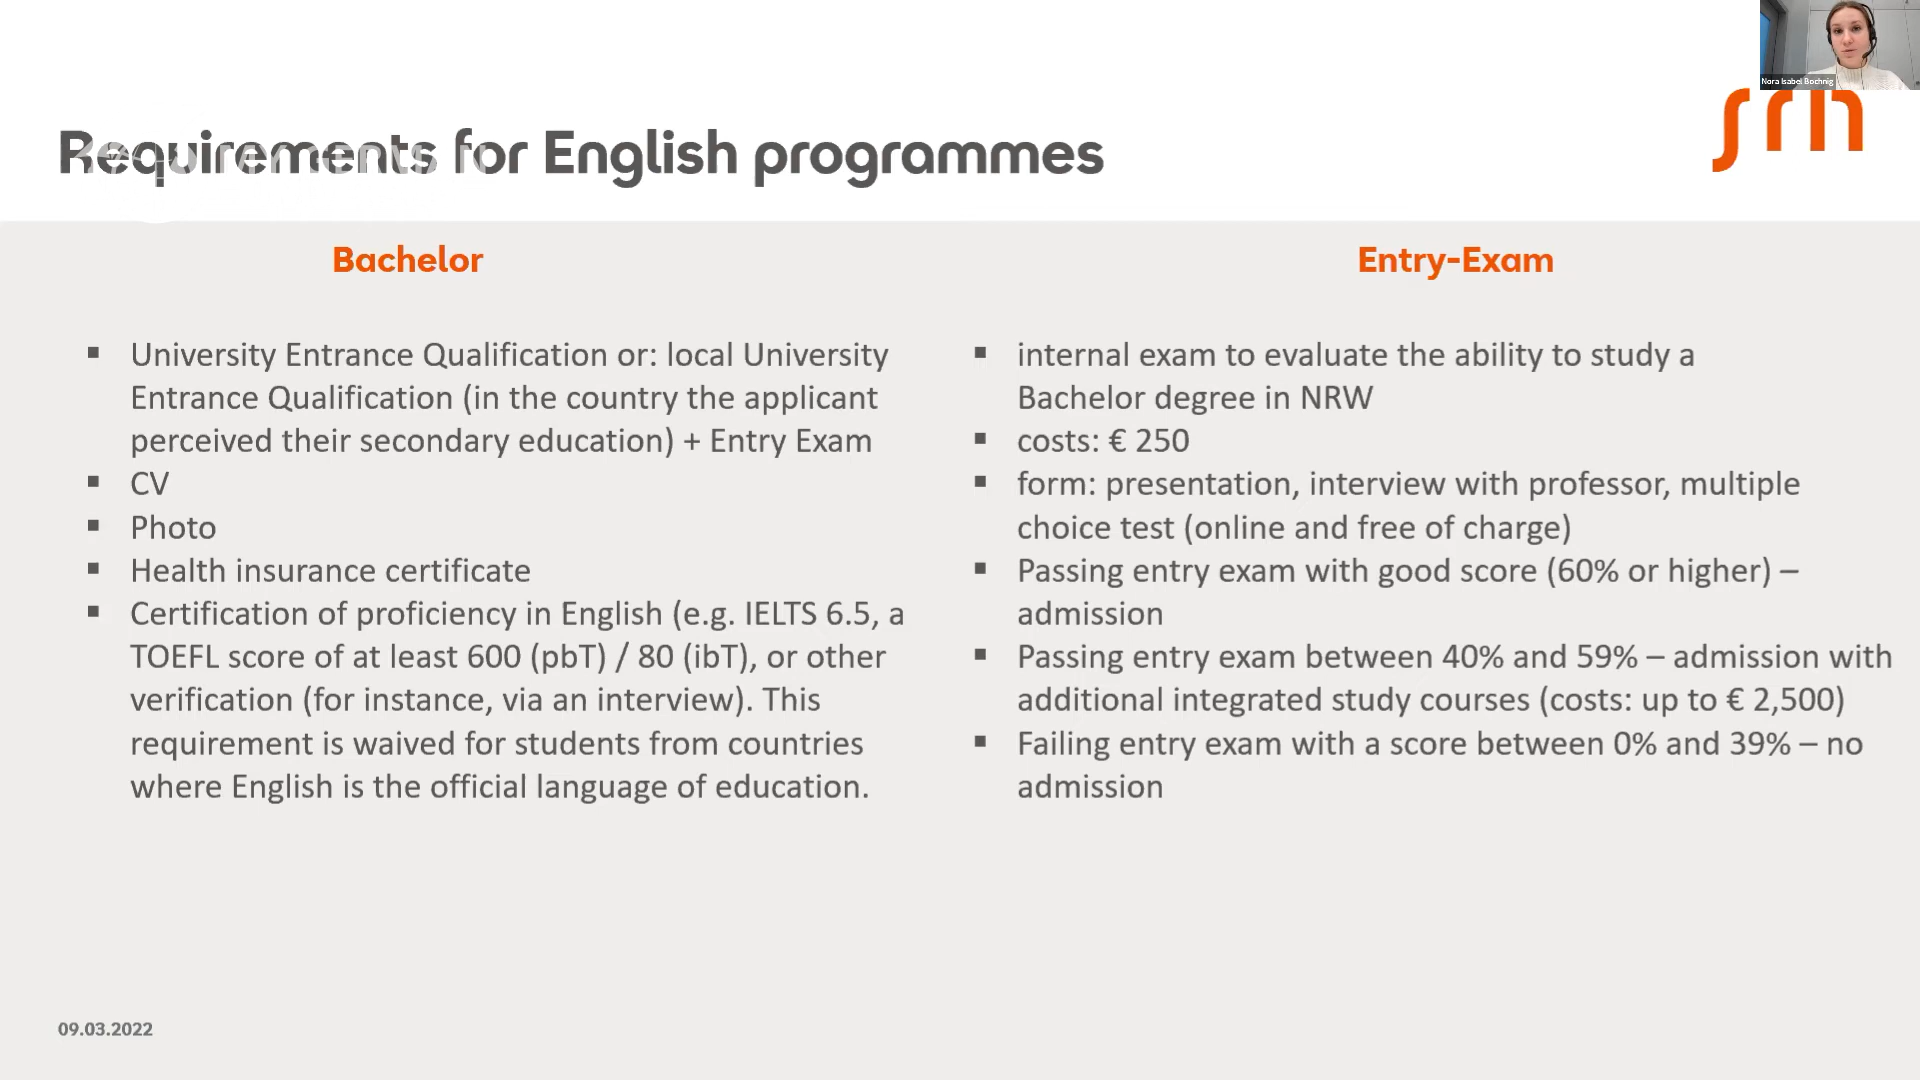 Nora Isabel Bochnig
srh
Requirements for English programmes
Bachelor
▪ University Entrance Qualification or: local University
Entrance Qualification (in the country the applicant
perceived their secondary education) + Entry Exam
▪ CV
▪ Photo
▪ Health insurance certificate
▪ Certification of proficiency in English (e.g. IELTS 6.5, a
TOEFL score of at least 600 (pbT) / 80 (ibT), or other
verification (for instance, via an interview). This
requirement is waived for students from countries
where English is the official language of education.
Entry-Exam
▪ internal exam to evaluate the ability to study a
Bachelor degree in NRW
▪ costs: € 250
▪ form: presentation, interview with professor, multiple
choice test (online and free of charge)
▪ Passing entry exam with good score (60% or higher) –
admission
▪ Passing entry exam between 40% and 59% – admission with
additional integrated study courses (costs: up to € 2,500)
▪ Failing entry exam with a score between 0% and 39% – no
admission
09.03.2022